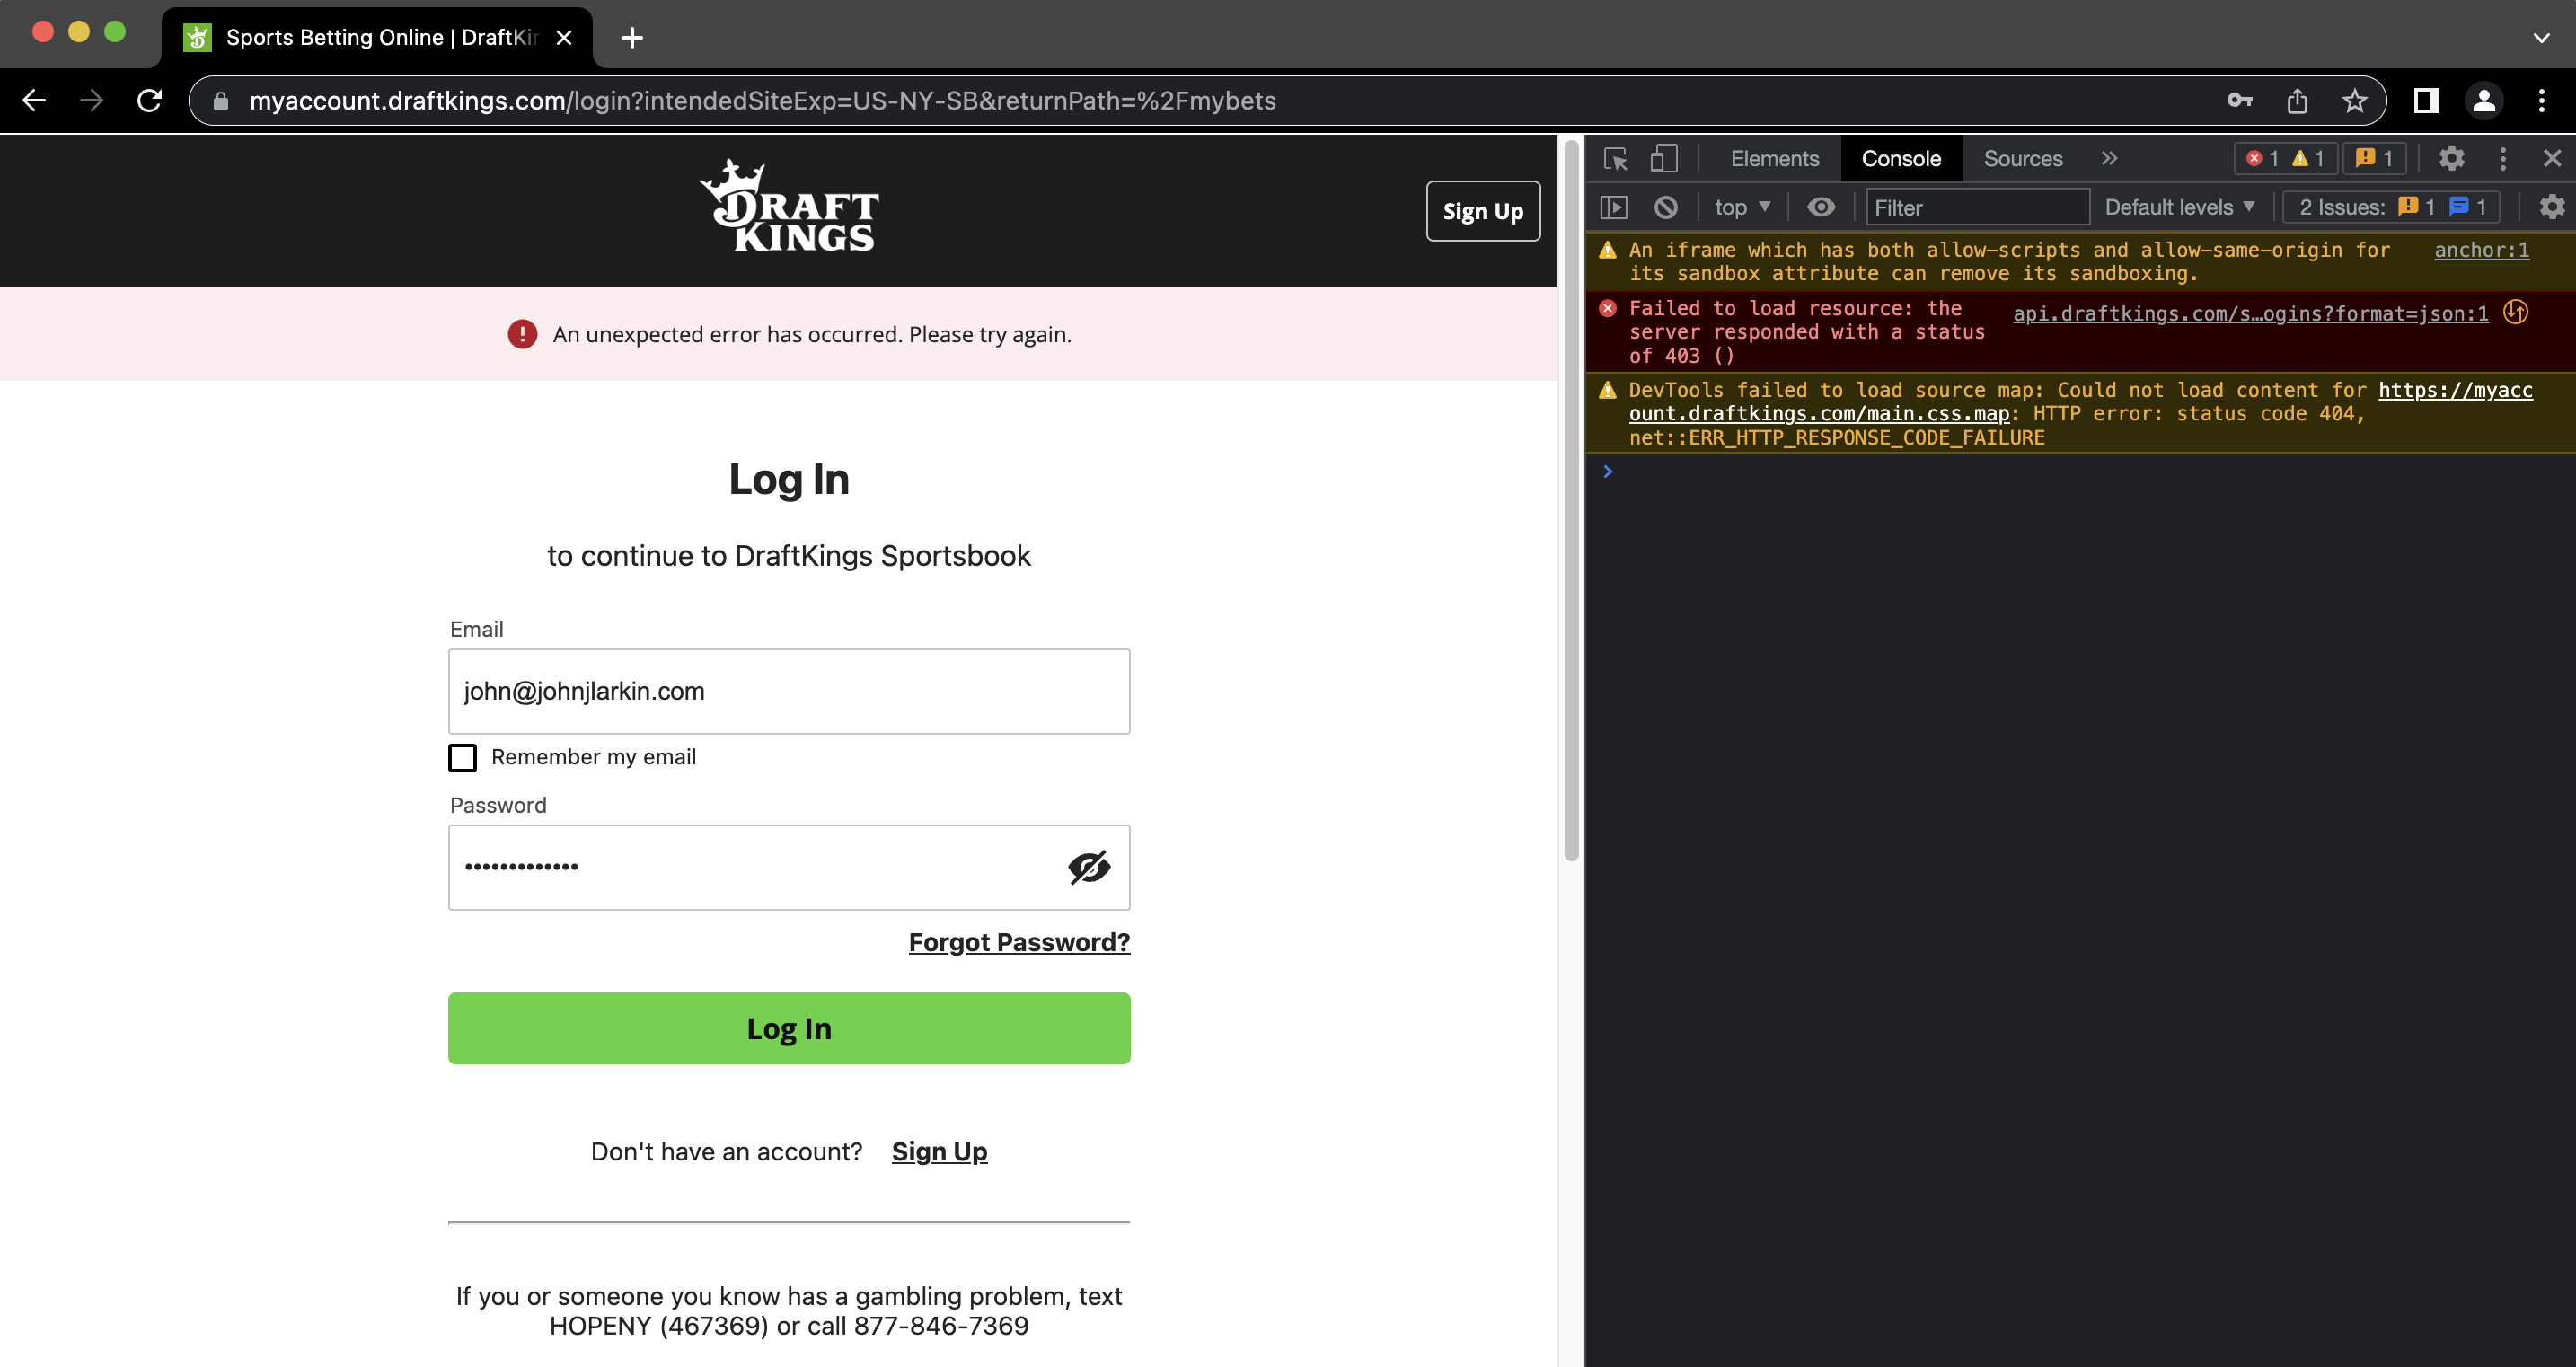 Sports Betting Online | DraftKin
myaccount.draftkings.com/login?intendedSiteExp=US-NY-SB&returnPath=%2Fmybets
DRAFT
KINGS
Sign Up
An unexpected error has occurred. Please try again.
Log In
to continue to DraftKings Sportsbook
Email
john@johnjlarkin.com
Remember my email
Password
•••••••••••••
Forgot Password?
Log In
Don't have an account? Sign Up
If you or someone you know has a gambling problem, text
HOPENY (467369) or call 877-846-7369
Elements Console Sources » 1 1 1
top Filter Default levels 2 Issues: 1 1
An iframe which has both allow-scripts and allow-same-origin for anchor:1
its sandbox attribute can remove its sandboxing.
Failed to load resource: the api.draftkings.com/s…ogins?format=json:1
server responded with a status
of 403 ()
DevTools failed to load source map: Could not load content for https://myacc
ount.draftkings.com/main.css.map: HTTP error: status code 404,
net::ERR_HTTP_RESPONSE_CODE_FAILURE